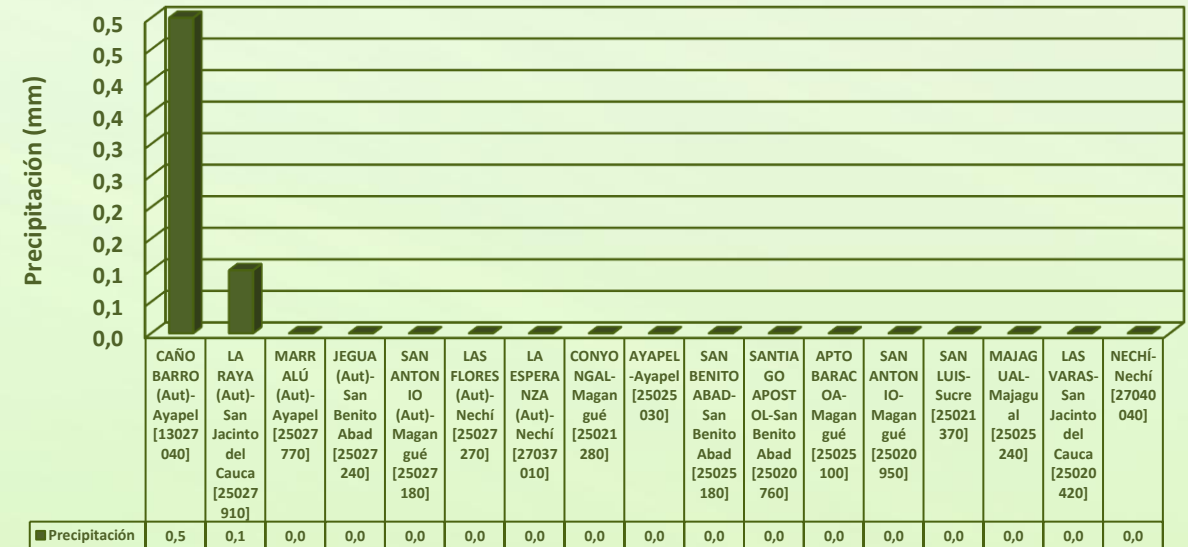 Precipitación (mm)
0,5
0,5
0,4
0,4
0,3
0,3
0,2
0,2
0,1
0,1
0,0
CAÑO
BARRO
(Aut)-
Ayapel
[13027
040]
LA
RAYA
(Aut)-
San
Jacinto
del
Cauca
[25027
910]
MARR
ALÚ
(Aut)-
Ayapel
[25027
770]
JEGUA
(Aut)-
San
Benito
Abad
[25027
240]
SAN
ANTON
IO
(Aut)-
Magan
gué
[25027
180]
LAS
FLORES
(Aut)-
Nechí
[25027
270]
LA
ESPERA
NZA
(Aut)-
Nechí
[27037
010]
CONYO
NGAL-
Magan
gué
[25021
280]
AYAPEL
-Ayapel
[25025
030]
SAN
BENITO
ABAD-
San
Benito
Abad
[25025
180]
SANTIA
GO
APOST
OL-San
Benito
Abad
[25020
760]
APTO
BARAC
OA-
Magan
gué
[25025
100]
SAN
ANTON
IO-
Magan
gué
[25020
950]
SAN
LUIS-
Sucre
[25021
370]
MAJAG
UAL-
Majagu
al
[25025
240]
LAS
VARAS-
San
Jacinto
del
Cauca
[25020
420]
NECHÍ-
Nechí
[27040
040]
Precipitación 0,5 0,1 0,0 0,0 0,0 0,0 0,0 0,0 0,0 0,0 0,0 0,0 0,0 0,0 0,0 0,0 0,0